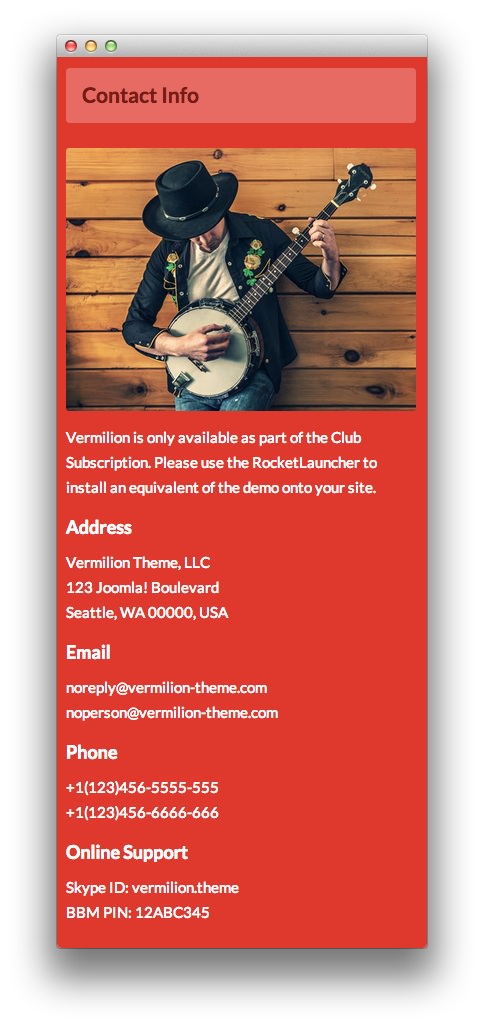 Contact Info
Vermilion is only available as part of the Club
Subscription. Please use the RocketLauncher to
install an equivalent of the demo onto your site.
Address
Vermilion Theme, LLC
123 Joomla! Boulevard
Seattle, WA 00000, USA
Email
noreply@vermilion-theme.com
noperson@vermilion-theme.com
Phone
+1(123)456-5555-555
+1(123)456-6666-666
Online Support
Skype ID: vermilion.theme
BBM PIN: 12ABC345